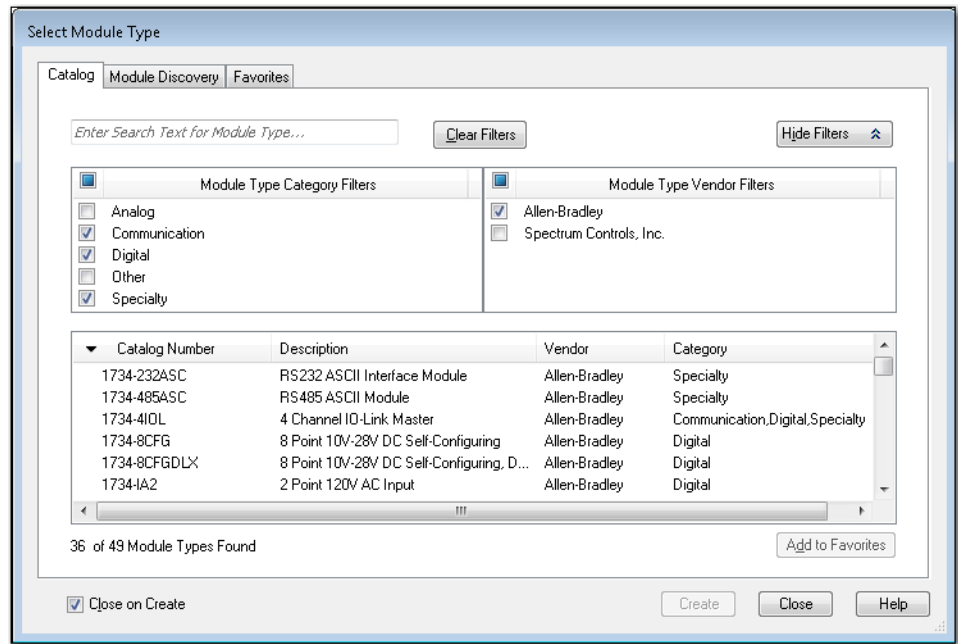 Select Module Type
Catalog Module Discovery Favorites
Enter Search Text for Module Type... Clear Filters Hide Filters
Module Type Category Filters Module Type Vendor Filters
Analog Allen-Bradley
Communication Spectrum Controls, Inc.
Digital
Other
Specialty
Catalog Number Description Vendor Category
1734-232ASC RS232 ASCII Interface Module Allen-Bradley Specialty
1734-485ASC RS485 ASCII Module Allen-Bradley Specialty
1734-4IOL 4 Channel IO-Link Master Allen-Bradley Communication,Digital,Specialty
1734-8CFG 8 Point 10V-28V DC Self-Configuring Allen-Bradley Digital
1734-8CFGDLX 8 Point 10V-28V DC Self-Configuring, D... Allen-Bradley Digital
1734-IA2 2 Point 120V AC Input Allen-Bradley Digital
36 of 49 Module Types Found Add to Favorites
Close on Create Create Close Help